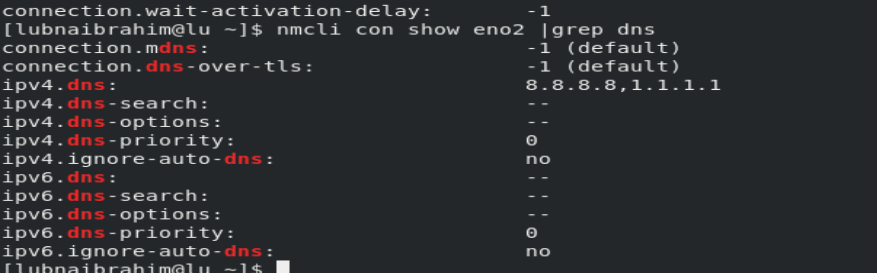 connection.wait-activation-delay: -1
[lubnaibrahim@lu ~]$ nmcli con show eno2 |grep dns
connection.mdns: -1 (default)
connection.dns-over-tls: -1 (default)
ipv4.dns: 8.8.8.8,1.1.1.1
ipv4.dns-search: --
ipv4.dns-options: --
ipv4.dns-priority: 0
ipv4.ignore-auto-dns: no
ipv6.dns: --
ipv6.dns-search: --
ipv6.dns-options: --
ipv6.dns-priority: 0
ipv6.ignore-auto-dns: no
[lubnaibrahim@lu ~]$